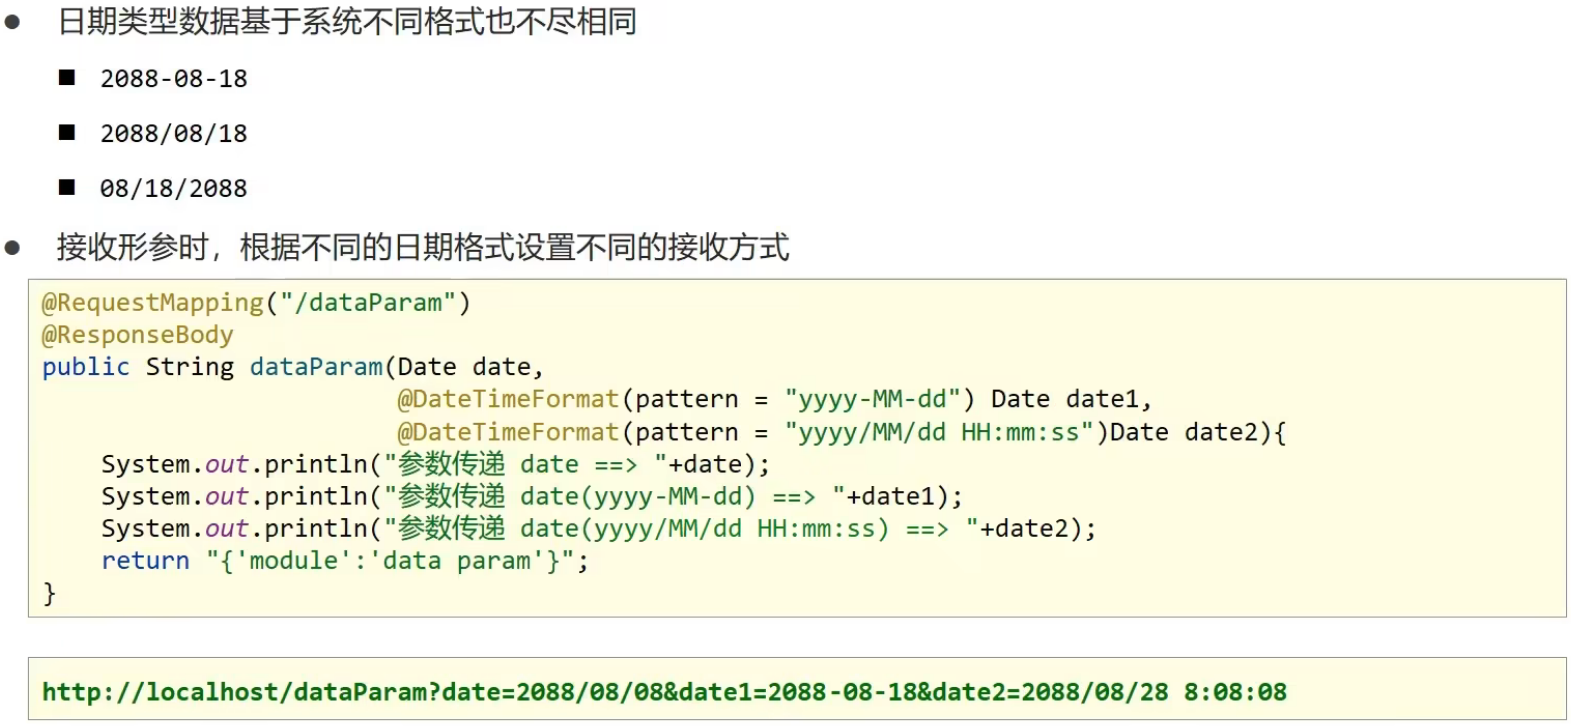 日期类型数据基于系统不同格式也不尽相同
2088-08-18
2088/08/18
08/18/2088
接收形参时，根据不同的日期格式设置不同的接收方式
@RequestMapping("/dataParam")
@ResponseBody
public String dataParam(Date date,
@DateTimeFormat(pattern = "yyyy-MM-dd") Date date1,
@DateTimeFormat(pattern = "yyyy/MM/dd HH:mm:ss")Date date2){
System.out.println("参数传递 date ==> "+date);
System.out.println("参数传递 date(yyyy-MM-dd) ==> "+date1);
System.out.println("参数传递 date(yyyy/MM/dd HH:mm:ss) ==> "+date2);
return "{'module':'data param'}";
}
http://localhost/dataParam?date=2088/08/08&date1=2088-08-18&date2=2088/08/28 8:08:08